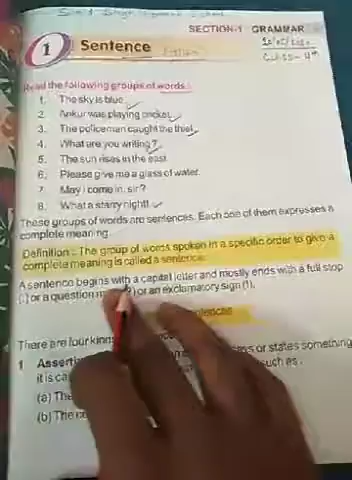 SECTION-1 GRAMMAR
1 Sentence
Class - 4th
Read the following groups of words.
1. The sky is blue.
2. Ankur was playing cricket.
3. The policeman caught the thief.
4. What are you writing?
5. The sun rises in the east.
6. Please give me a glass of water.
7. May I come in, sir?
8. What a starry night!
These groups of words are sentences. Each one of them expresses a
complete meaning.
Definition : The group of words spoken in a specific order to give a
complete meaning is called a sentence.
A sentence begins with a capital letter and mostly ends with a full stop
(.) or a question or an exclamatory sign (!).
There are four kinds
1 or states something
it is such as
(a) The
(b) The